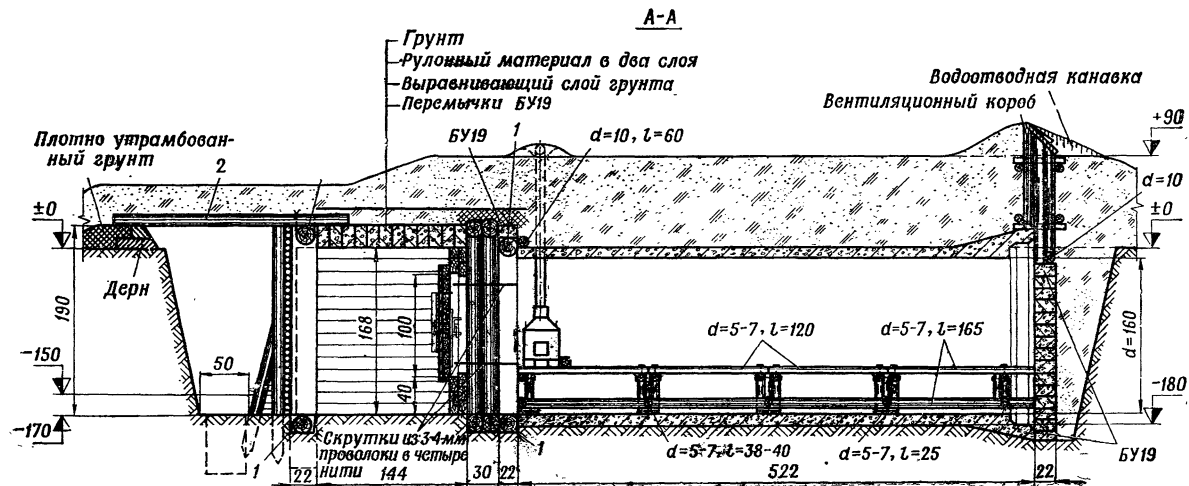 А-А
Грунт
Рулонный материал в два слоя
Выравнивающий слой грунта
Перемычки БУ19
Водоотводная канавка
Вентиляционный короб
БУ19
1
d=10, l=60
+90
Плотно утрамбован-
ный грунт
2
d=10
±0
±0
Дерн
190
168
100
40
d=5-7, l=120
d=5-7, l=165
d=160
-150
50
-180
-170
Скрутки из 3-4-мм
проволоки в четыре
нити
1
1
d=5-7, l=38-40
d=5-7, l=25
БУ19
22
144
30
22
522
22